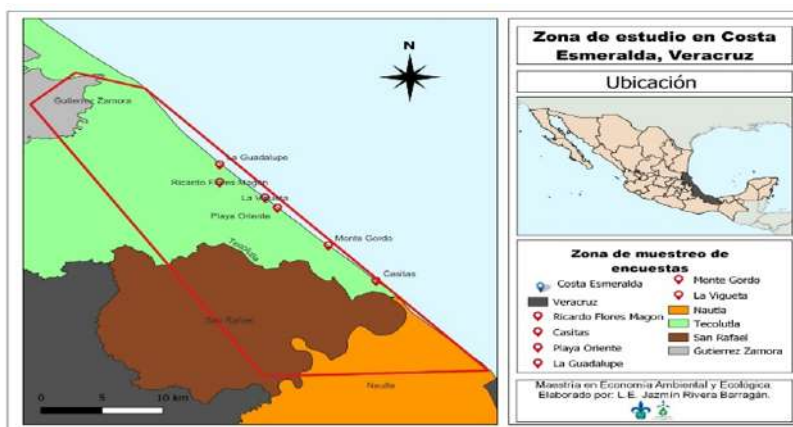 N
Gutierrez Zamora
La Guadalupe
Ricardo Flores Magon
La Vigueta
Playa Oriente
Monte Gordo
Tecolutla
Casitas
San Rafael
Nautla
0 5 10 km
Zona de estudio en Costa
Esmeralda, Veracruz
Ubicación
Zona de muestreo de
encuestas
Costa Esmeralda
Veracruz
Ricardo Flores Magon
Casitas
Playa Oriente
La Guadalupe
Monte Gordo
La Vigueta
Nautla
Tecolutla
San Rafael
Gutierrez Zamora
Maestria en Economía Ambiental y Ecológica.
Elaborado por: L.E. Jazmín Rivera Barragán.